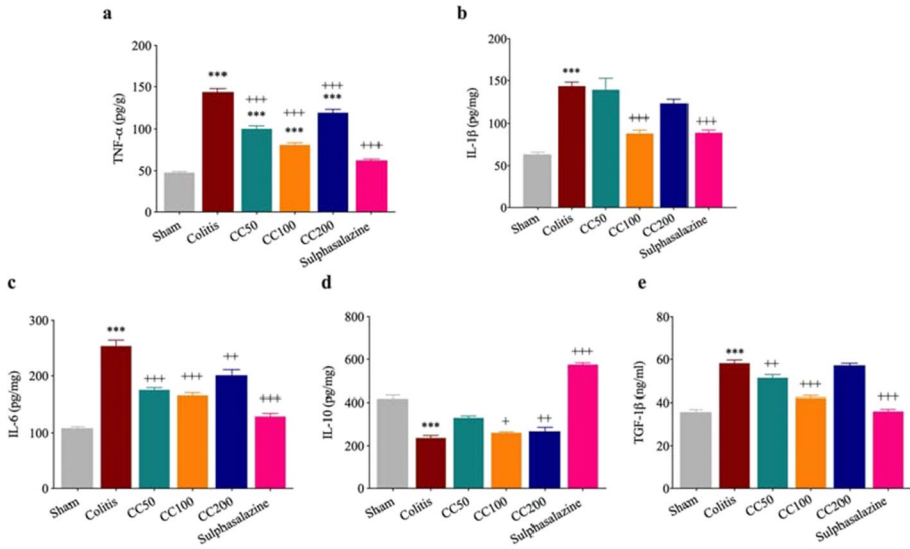 a
TNF-α (pg/g)
200
150
100
50
0
***
+++
***
+++
***
+++
***
+++
Sham
Colitis
CC50
CC100
CC200
Sulphasalazine
b
IL-1β (pg/mg)
200
150
100
50
0
***
+++
+++
Sham
Colitis
CC50
CC100
CC200
Sulphasalazine
c
IL-6 (pg/mg)
300
200
100
0
***
+++
+++
++
+++
Sham
Colitis
CC50
CC100
CC200
Sulphasalazine
d
IL-10 (pg/mg)
800
600
400
200
0
***
+
++
+++
Sham
Colitis
CC50
CC100
CC200
Sulphasalazine
e
TGF-1β (ng/ml)
80
60
40
20
0
***
++
+++
+++
Sham
Colitis
CC50
CC100
CC200
Sulphasalazine